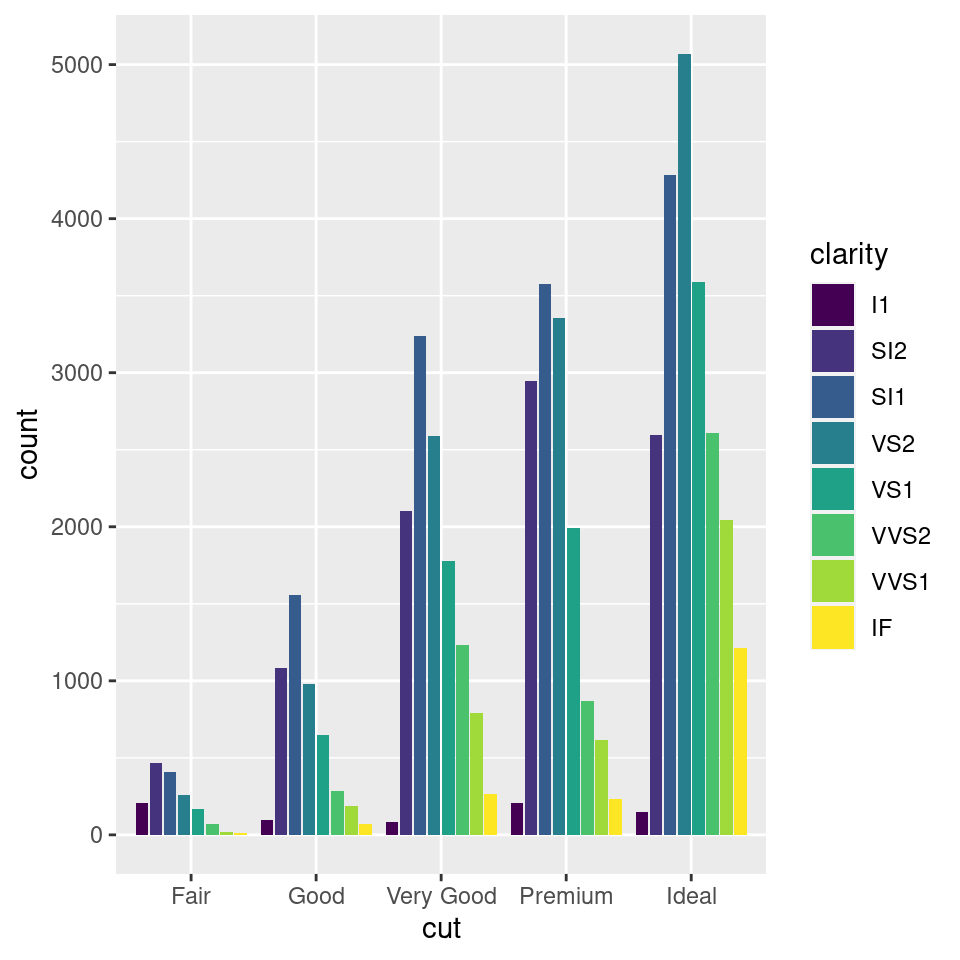 5000
4000
3000
2000
1000
0
count
Fair Good Very Good Premium Ideal
cut
clarity
I1
SI2
SI1
VS2
VS1
VVS2
VVS1
IF